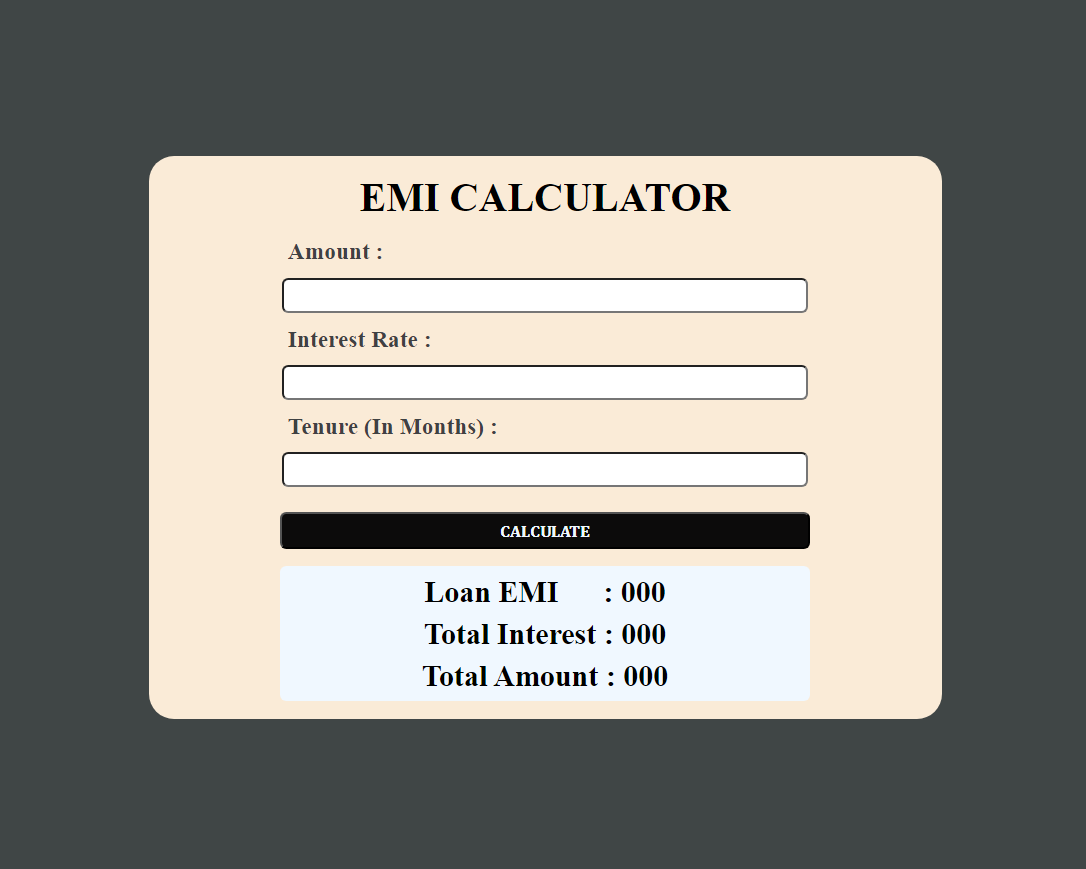 EMI CALCULATOR
Amount :
Interest Rate :
Tenure (In Months) :
CALCULATE
Loan EMI : 000
Total Interest : 000
Total Amount : 000